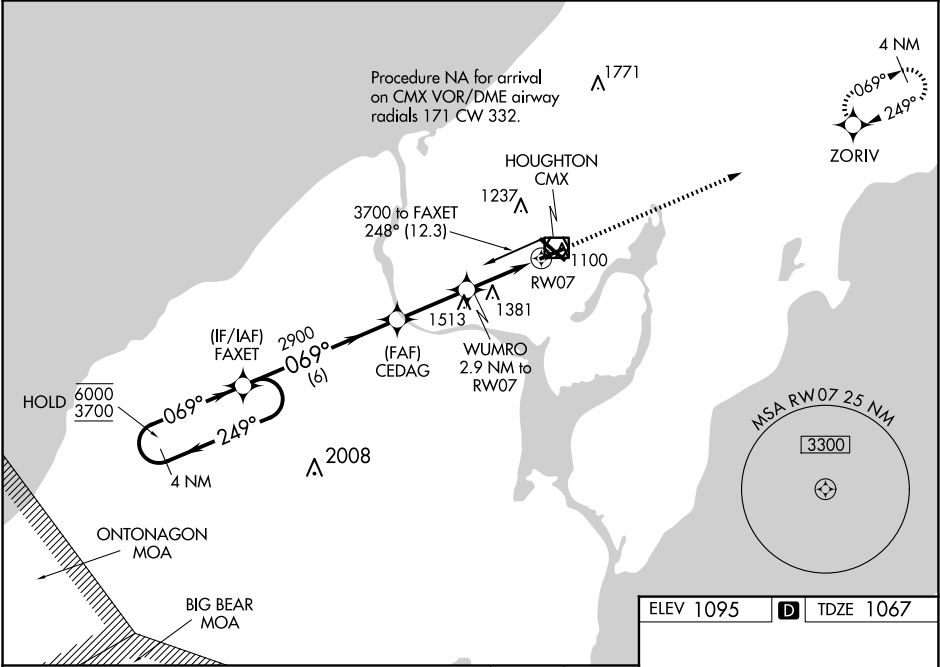 4 NM
069°
249°
ZORIV
1771
Procedure NA for arrival
on CMX VOR/DME airway
radials 171 CW 332.
HOUGHTON
CMX
1237
3700 to FAXET
248° (12.3)
1100
RW07
1513
1381
WUMRO
2.9 NM to
RW07
(FAF)
CEDAG
(IF/IAF)
FAXET
2900
069°
(6)
HOLD
6000
3700
069°
249°
4 NM
2008
MSA RW07 25 NM
3300
ONTONAGON
MOA
BIG BEAR
MOA
ELEV 1095 D TDZE 1067